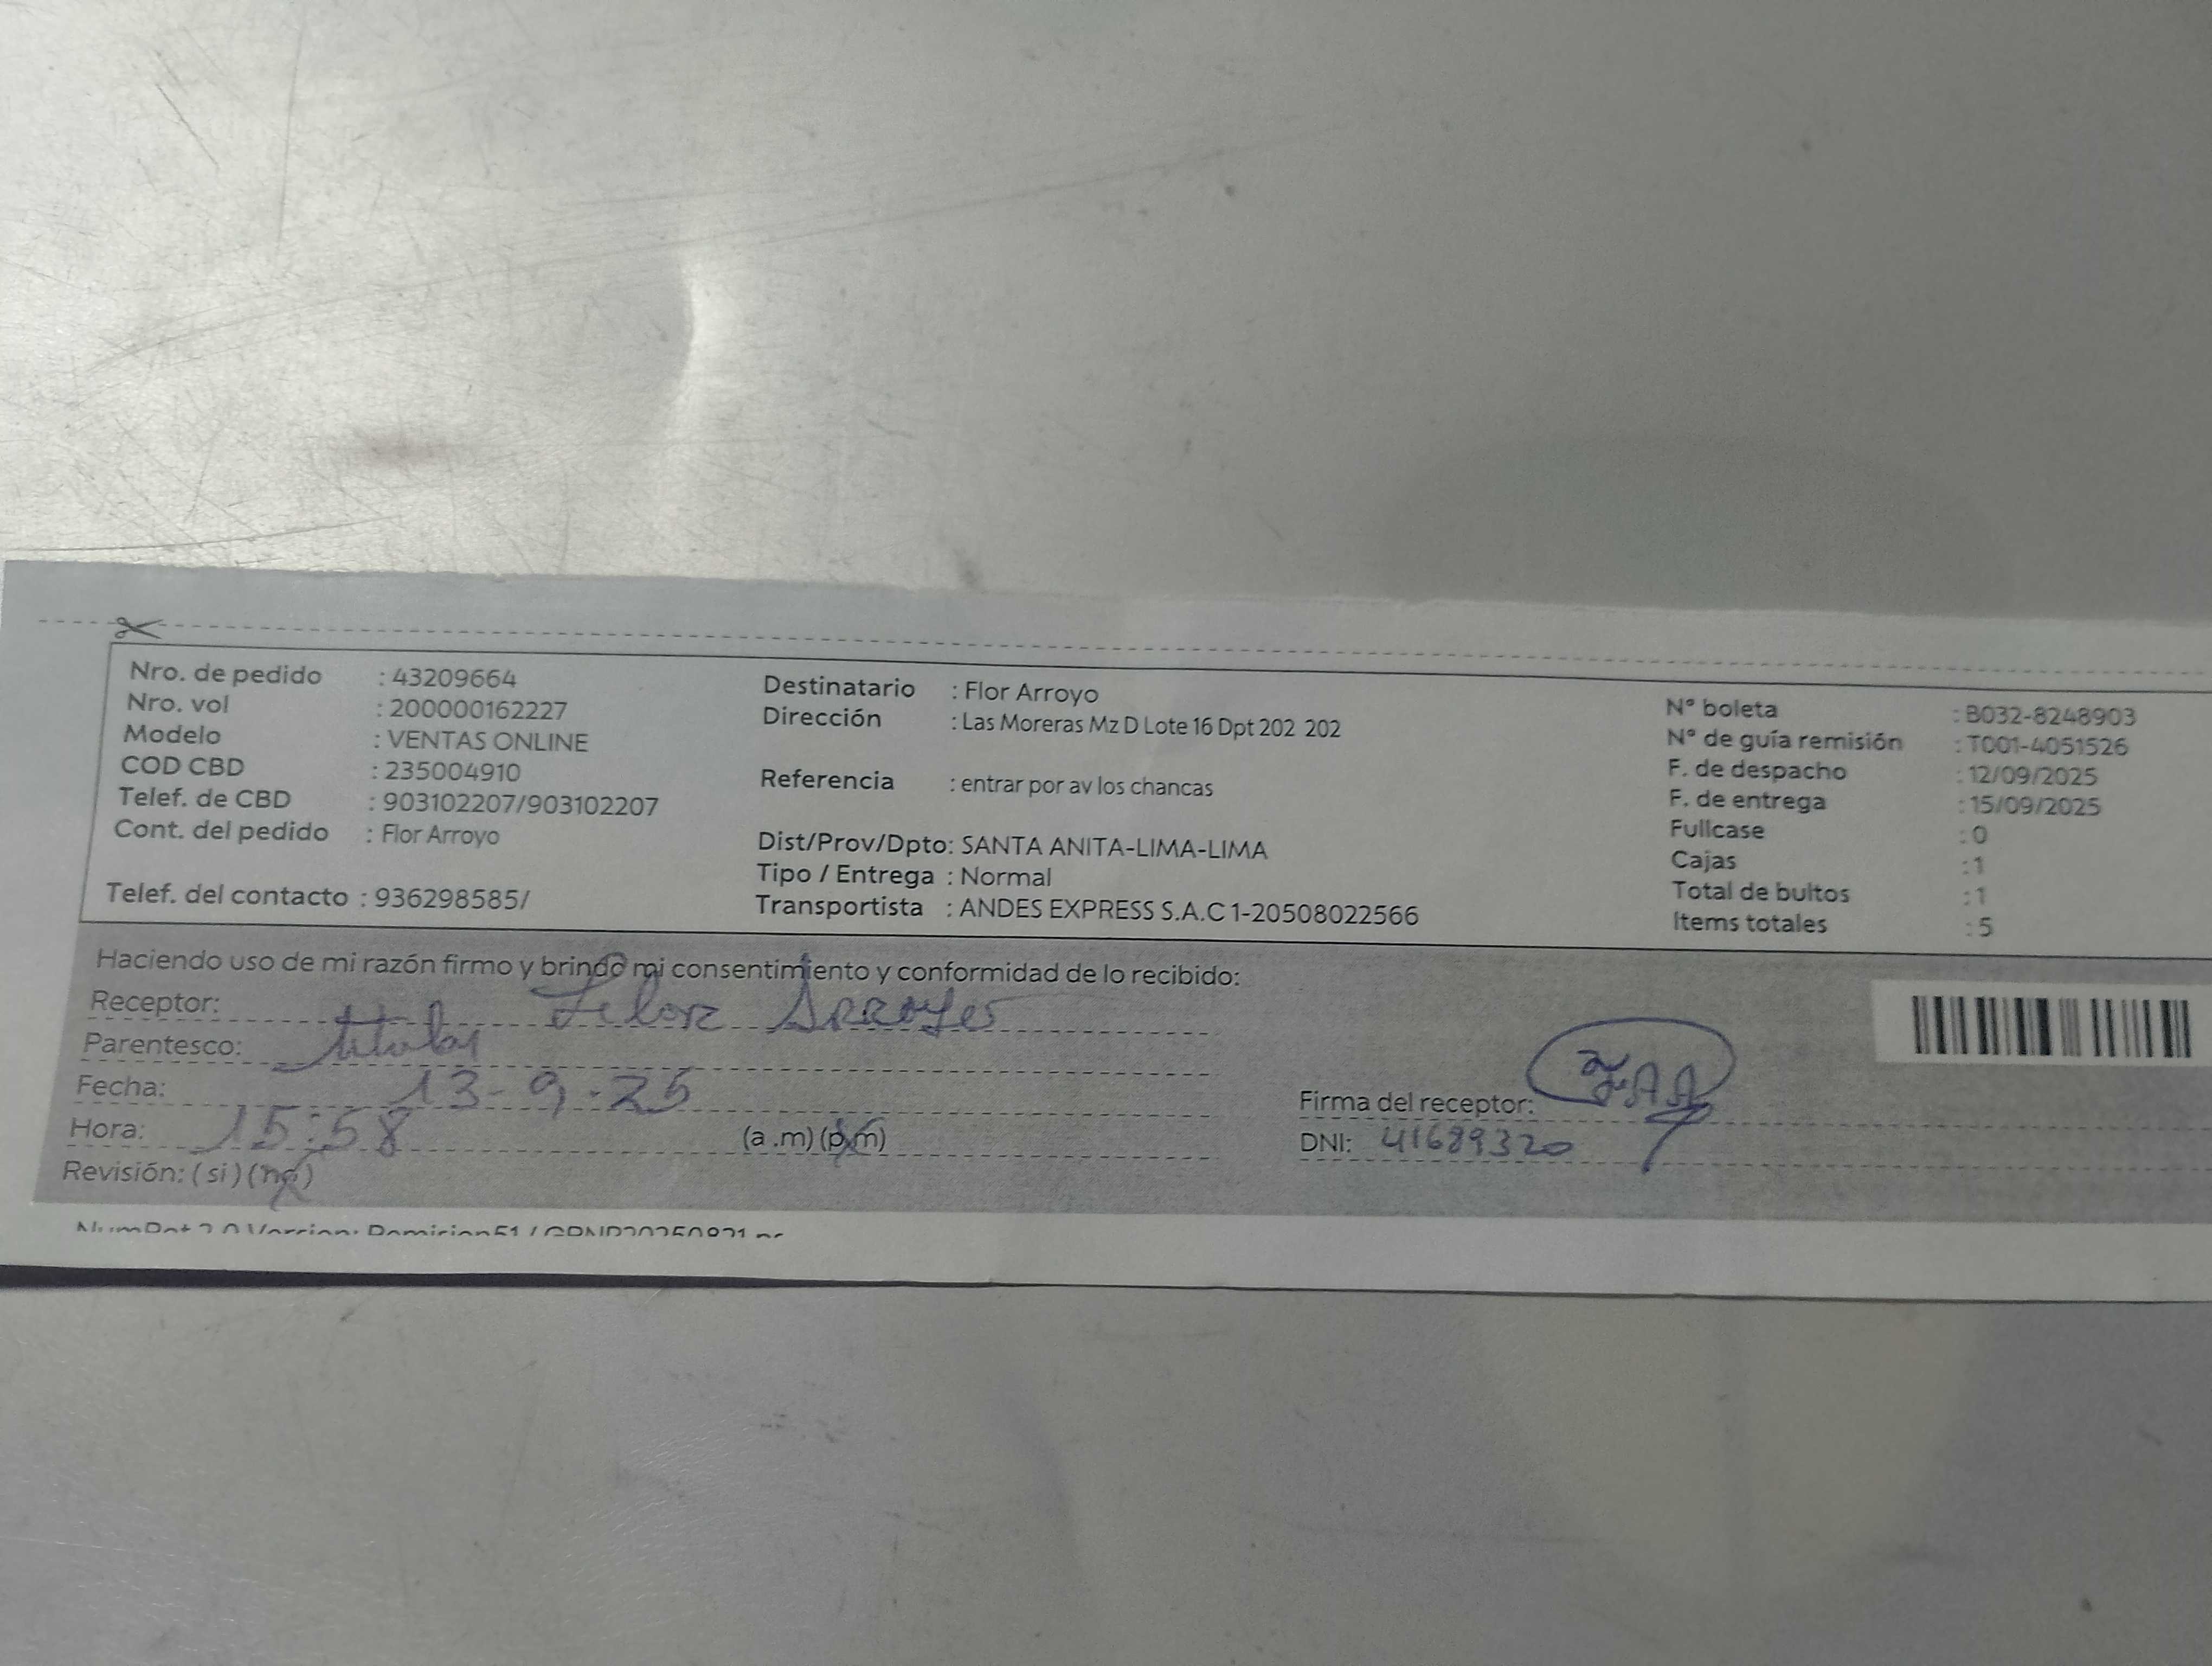 Nro. de pedido : 43209664
Nro. vol : 200000162227
Modelo : VENTAS ONLINE
COD CBD : 235004910
Telef. de CBD : 903102207/903102207
Cont. del pedido : Flor Arroyo
Telef. del contacto : 936298585/
Destinatario : Flor Arroyo
Dirección : Las Moreras Mz D Lote 16 Dpt 202 202
Referencia : entrar por av los chancas
Dist/Prov/Dpto: SANTA ANITA-LIMA-LIMA
Tipo / Entrega : Normal
Transportista : ANDES EXPRESS S.A.C 1-20508022566
N° boleta : B032-8248903
N° de guía remisión : T001-4051526
F. de despacho : 12/09/2025
F. de entrega : 15/09/2025
Fullcase : 0
Cajas : 1
Total de bultos : 1
Items totales : 5
Haciendo uso de mi razón firmo y brindo mi consentimiento y conformidad de lo recibido:
Receptor:
Parentesco: titular
Fecha: 13-9-25
Hora: 15:58 (a .m) (p.m)
Revisión: ( si ) ( no )
Firma del receptor:
DNI: 41689320